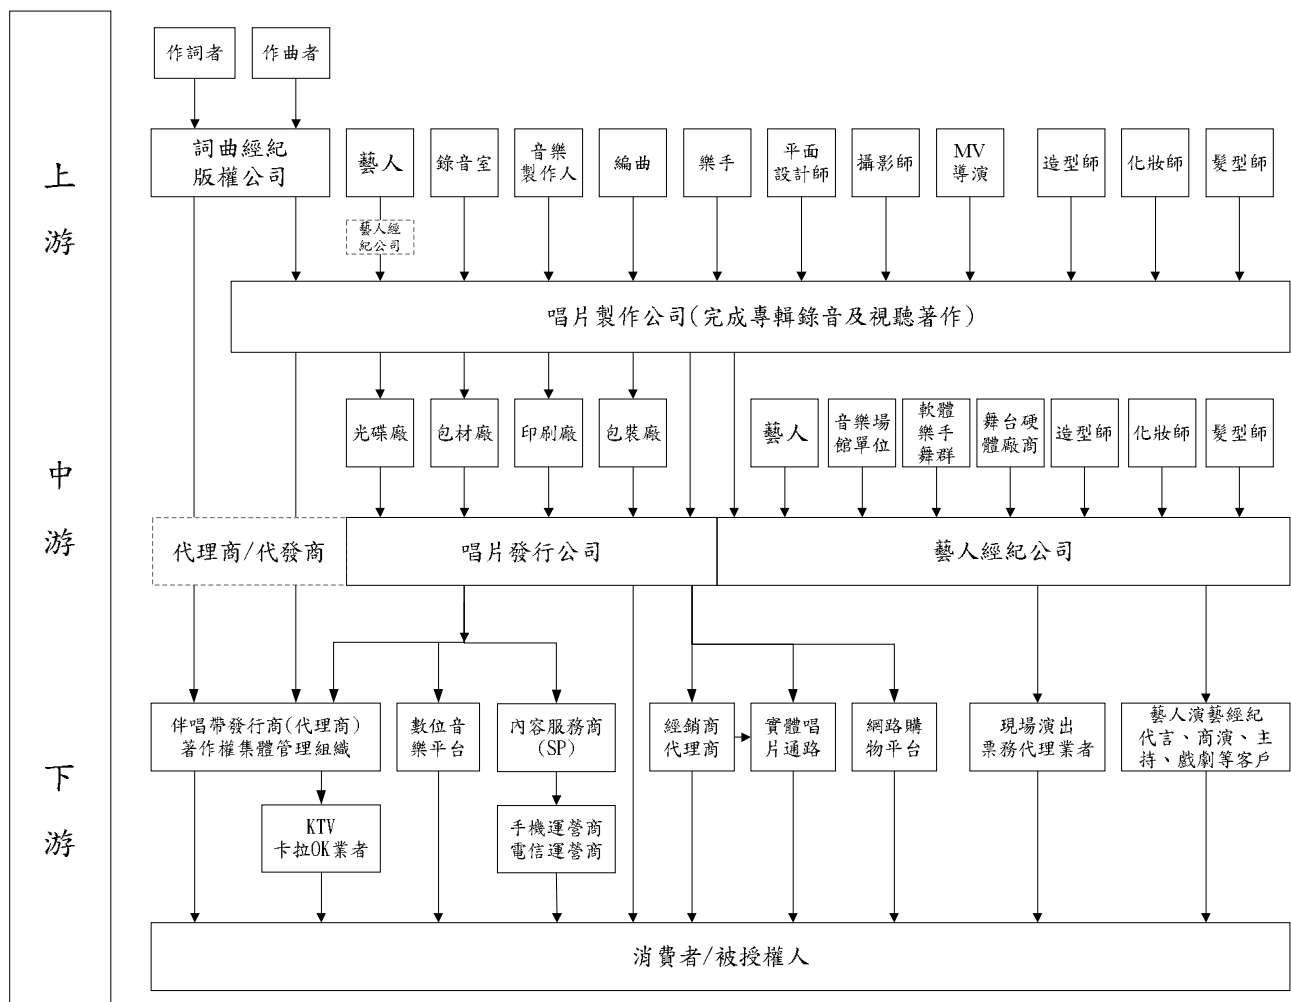 上
游
中
游
下
游
作詞者
作曲者
詞曲經紀
版權公司
藝人
錄音室
音樂
製作人
編曲
樂手
平面
設計師
攝影師
MV
導演
造型師
化妝師
髮型師
藝人經
紀公司
唱片製作公司(完成專輯錄音及視聽著作)
光碟廠
包材廠
印刷廠
包裝廠
藝人
音樂場
館單位
軟體
樂手
舞群
舞台硬
體廠商
造型師
化妝師
髮型師
代理商/代發商
唱片發行公司
藝人經紀公司
伴唱帶發行商(代理商)
著作權集體管理組織
數位音
樂平台
內容服務商
(SP)
經銷商
代理商
實體唱
片通路
網路購
物平台
現場演出
票務代理業者
藝人演藝經紀
代言、商演、主
持、戲劇等客戶
KTV
卡拉OK業者
手機運營商
電信運營商
消費者/被授權人